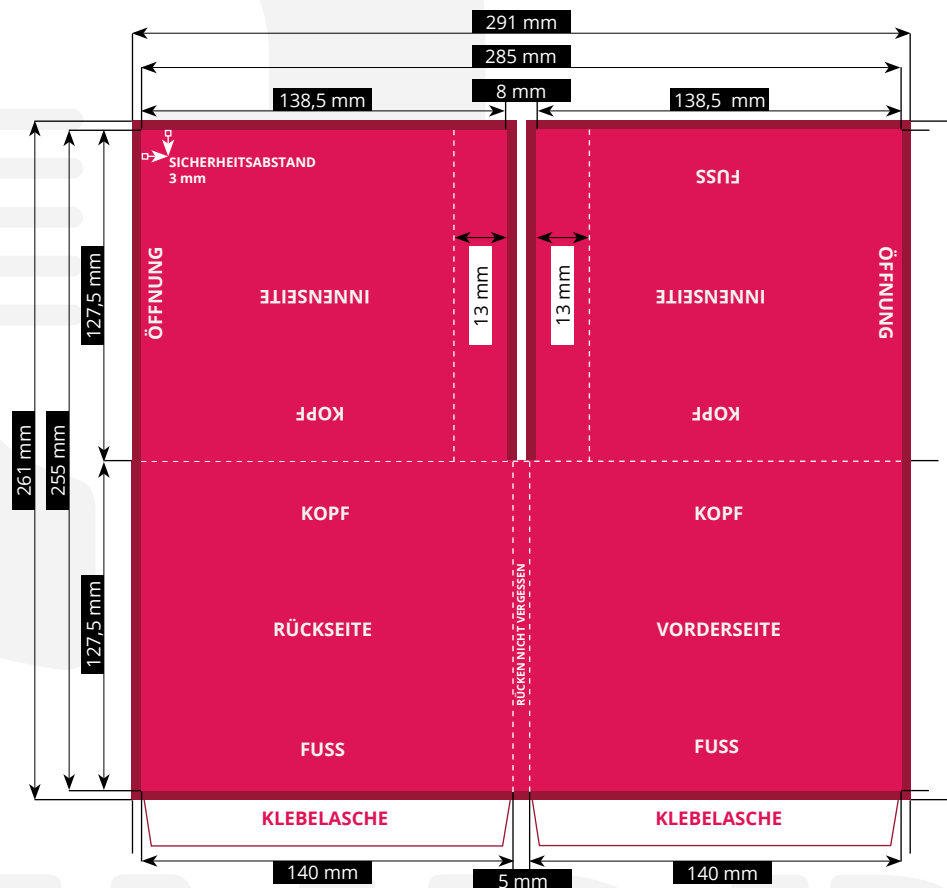 291 mm
285 mm
8 mm
138,5 mm
138,5 mm
SICHERHEITSABSTAND
3 mm
FUSS
ÖFFNUNG
ÖFFNUNG
127,5 mm
13 mm
13 mm
INNENSEITE
INNENSEITE
KOPF
KOPF
261 mm
255 mm
KOPF
KOPF
127,5 mm
RÜCKEN NICHT VERGESSEN
RÜCKSEITE
VORDERSEITE
FUSS
FUSS
KLEBELASCHE
KLEBELASCHE
140 mm
5 mm
140 mm